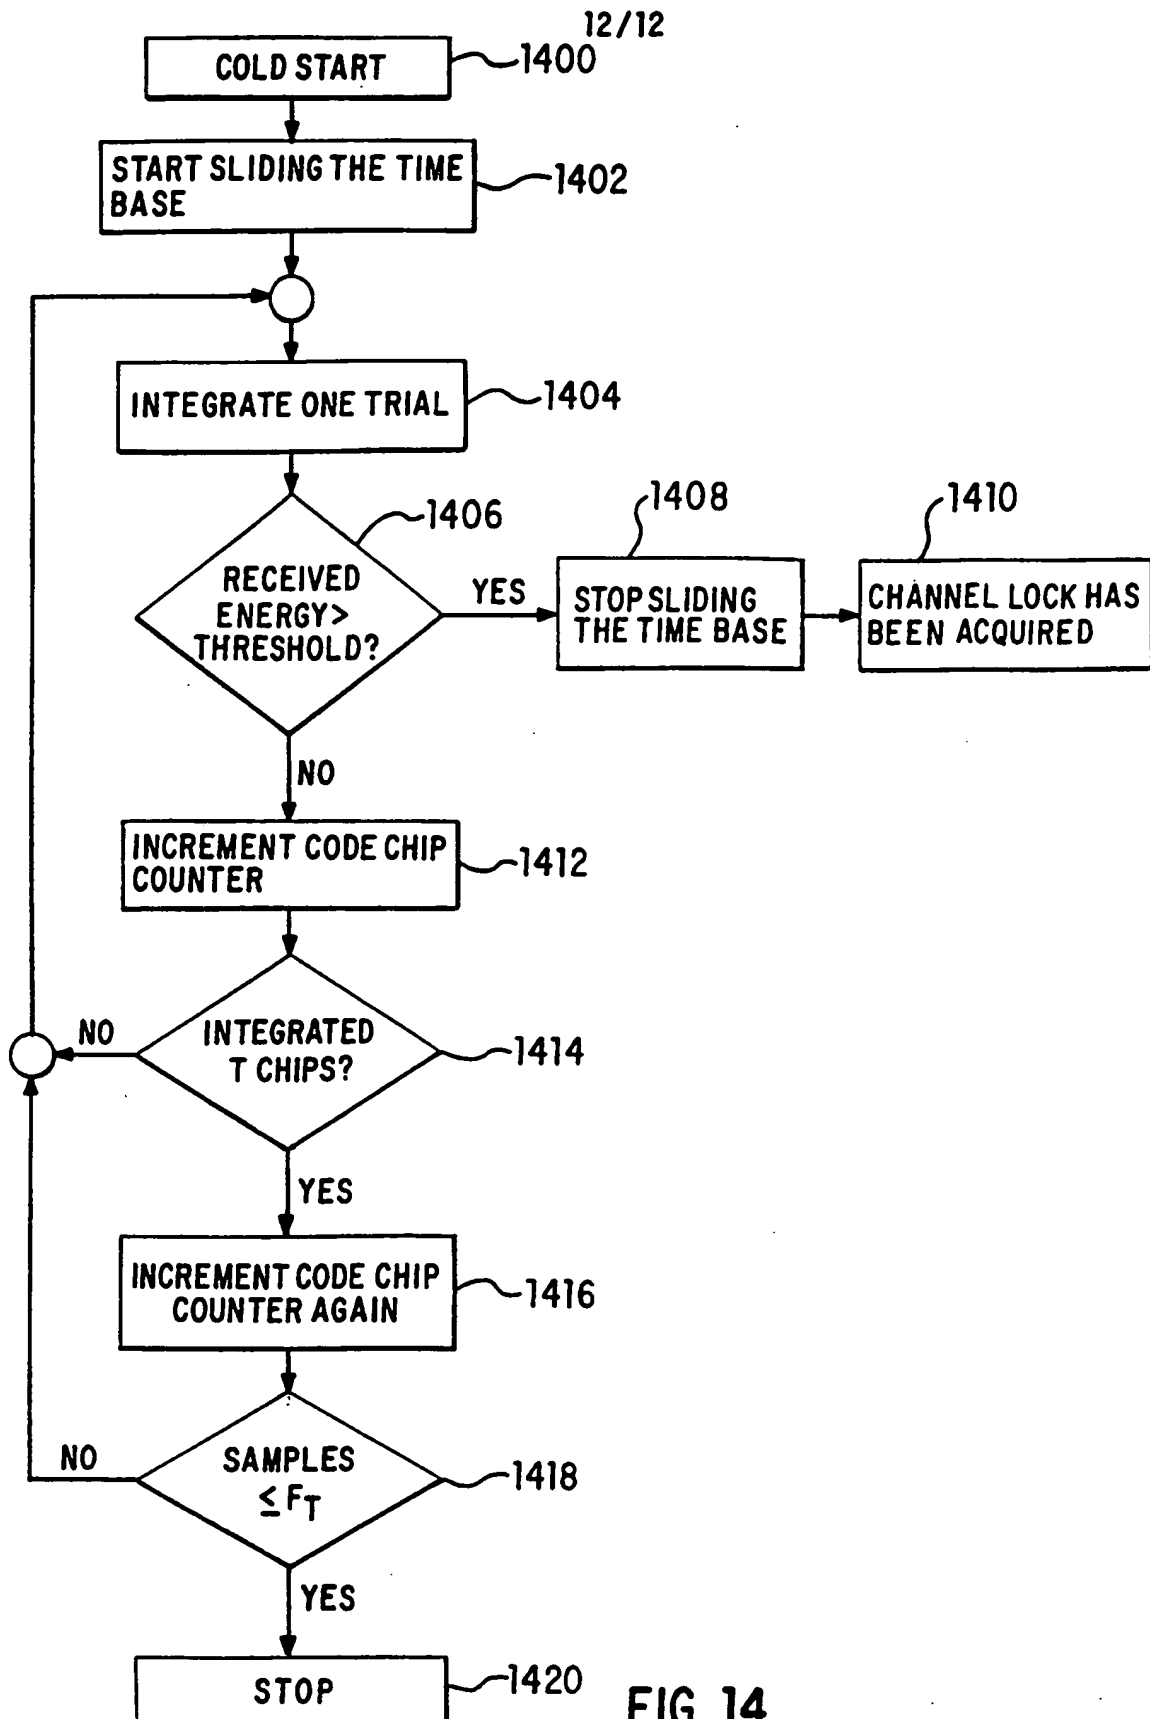 12/12
COLD START
1400
START SLIDING THE TIME
BASE
1402
INTEGRATE ONE TRIAL
1404
RECEIVED
ENERGY>
THRESHOLD?
1406
YES
STOP SLIDING
THE TIME BASE
1408
CHANNEL LOCK HAS
BEEN ACQUIRED
1410
NO
INCREMENT CODE CHIP
COUNTER
1412
INTEGRATED
T CHIPS?
1414
NO
YES
INCREMENT CODE CHIP
COUNTER AGAIN
1416
SAMPLES
≤ FT
1418
NO
YES
STOP
1420
FIG 14